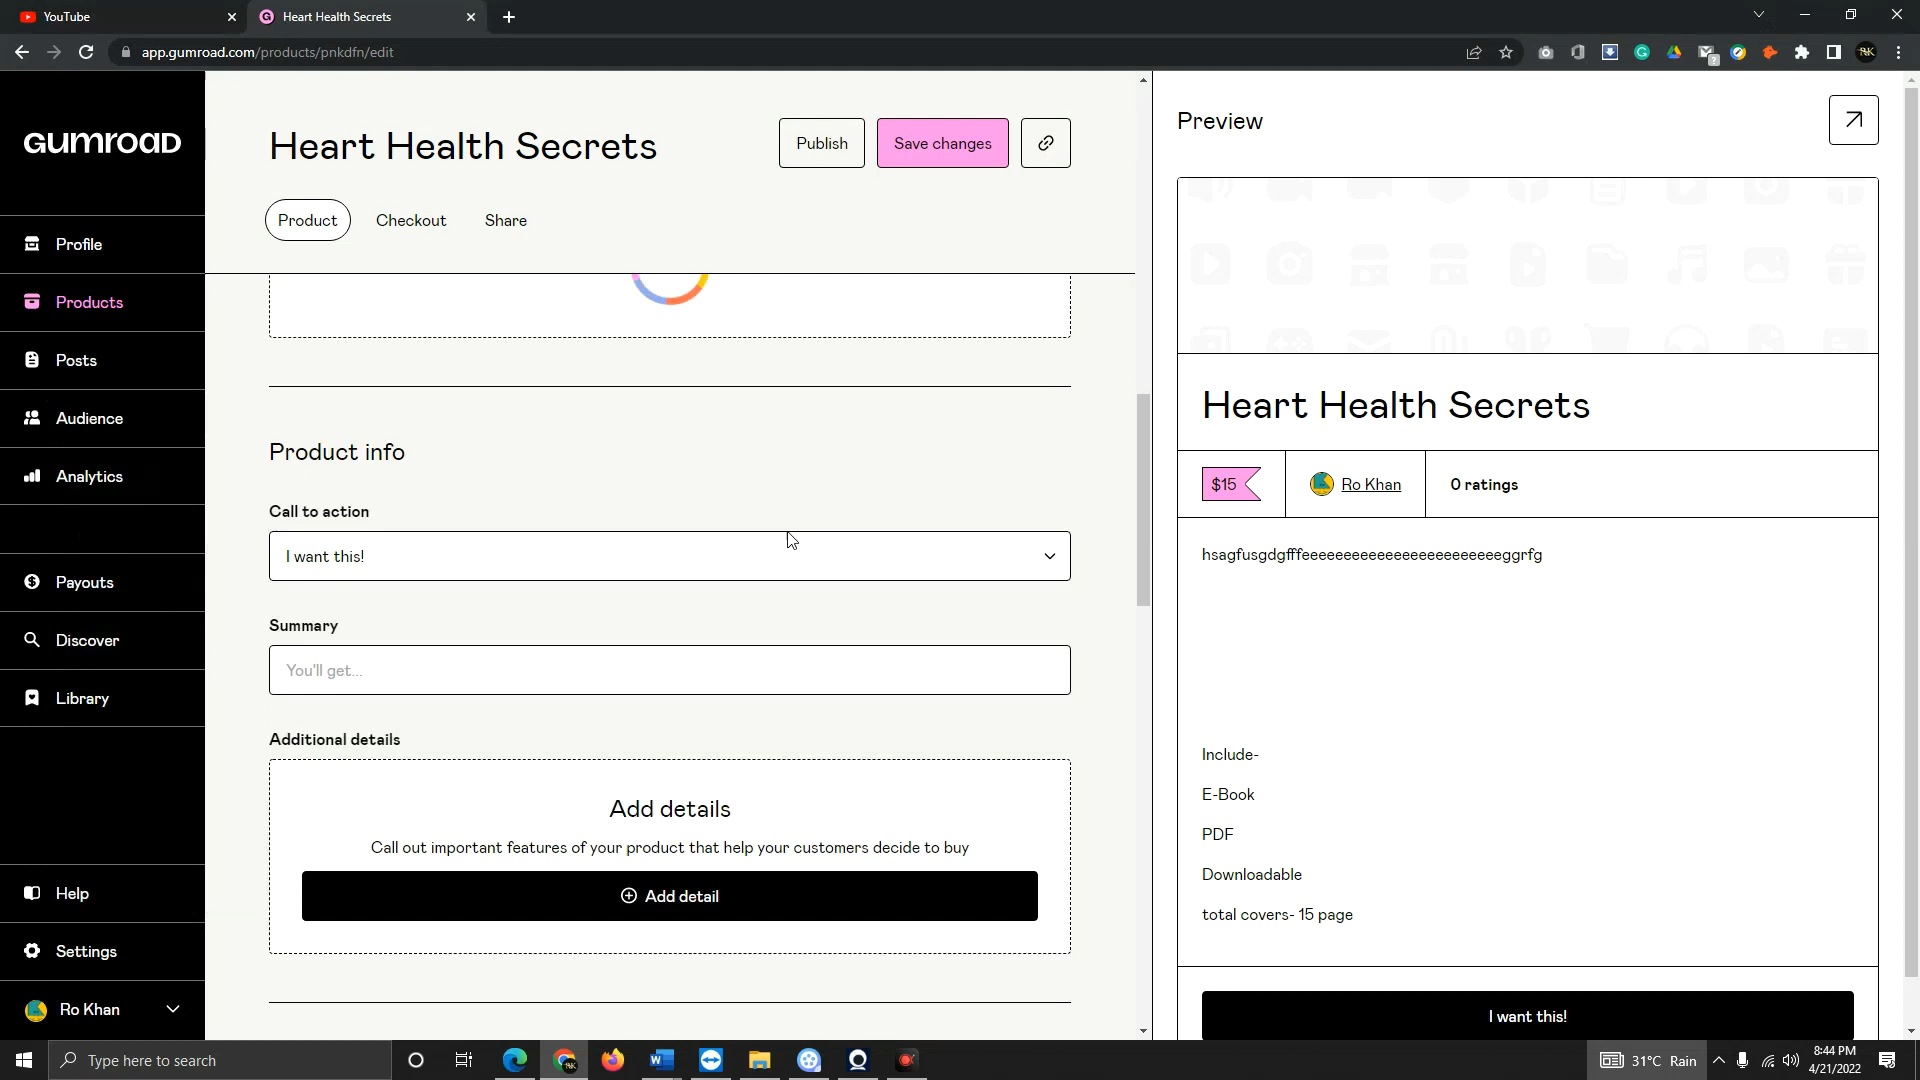 YouTube
Heart Health Secrets
app.gumroad.com/products/pnkdfn/edit
GUMROAD
Profile
Products
Posts
Audience
Analytics
Payouts
Discover
Library
Help
Settings
Ro Khan
Heart Health Secrets
Publish
Save changes
Product
Checkout
Share
Product info
Call to action
I want this!
Summary
You'll get...
Additional details
Add details
Call out important features of your product that help your customers decide to buy
Add detail
Preview
Heart Health Secrets
$15
Ro Khan
0 ratings
hsagfusgdgfffeeeeeeeeeeeeeeeeeeeeeeeeggrfg
Include-
E-Book
PDF
Downloadable
total covers- 15 page
I want this!
Type here to search
31°C Rain
8:44 PM
4/21/2022